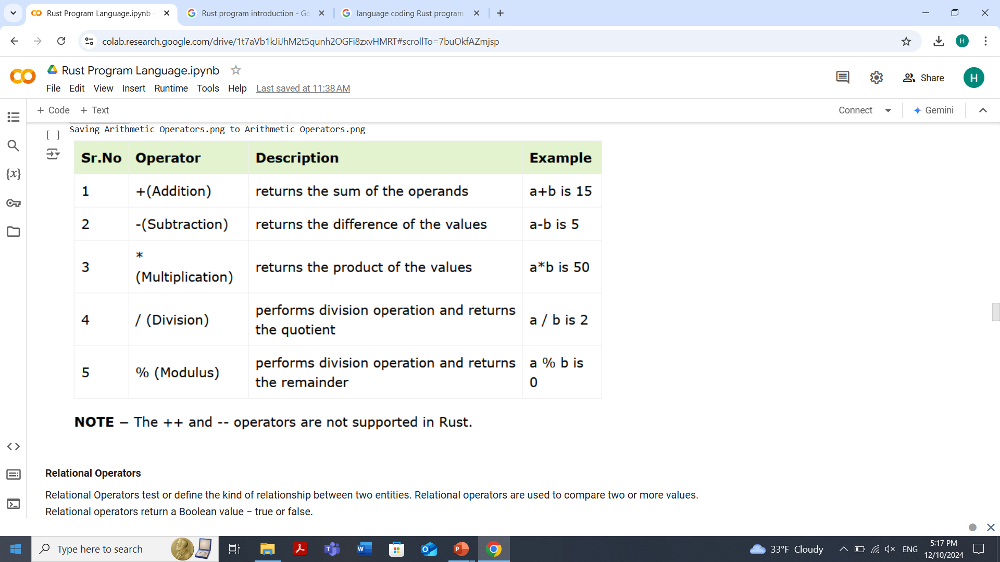 Rust Program Language.ipynb -
Rust program introduction - Go
language coding Rust program
colab.research.google.com/drive/1t7aVb1kJiJhM2t5qunh2OGFi8zxvHMRT#scrollTo=7buOkfAZmjsp
H
Rust Program Language.ipynb
Share
H
File Edit View Insert Runtime Tools Help Last saved at 11:38 AM
+ Code + Text
Connect
Gemini
[ ]
Saving Arithmetic Operators.png to Arithmetic Operators.png
{x}
Sr.No Operator Description Example
1 +(Addition) returns the sum of the operands a+b is 15
2 -(Subtraction) returns the difference of the values a-b is 5
3 * (Multiplication) returns the product of the values a*b is 50
4 / (Division) performs division operation and returns the quotient a / b is 2
5 % (Modulus) performs division operation and returns the remainder a % b is 0
NOTE – The ++ and -- operators are not supported in Rust.
Relational Operators
Relational Operators test or define the kind of relationship between two entities. Relational operators are used to compare two or more values.
Relational operators return a Boolean value − true or false.
Type here to search
33°F Cloudy
ENG
5:17 PM
12/10/2024